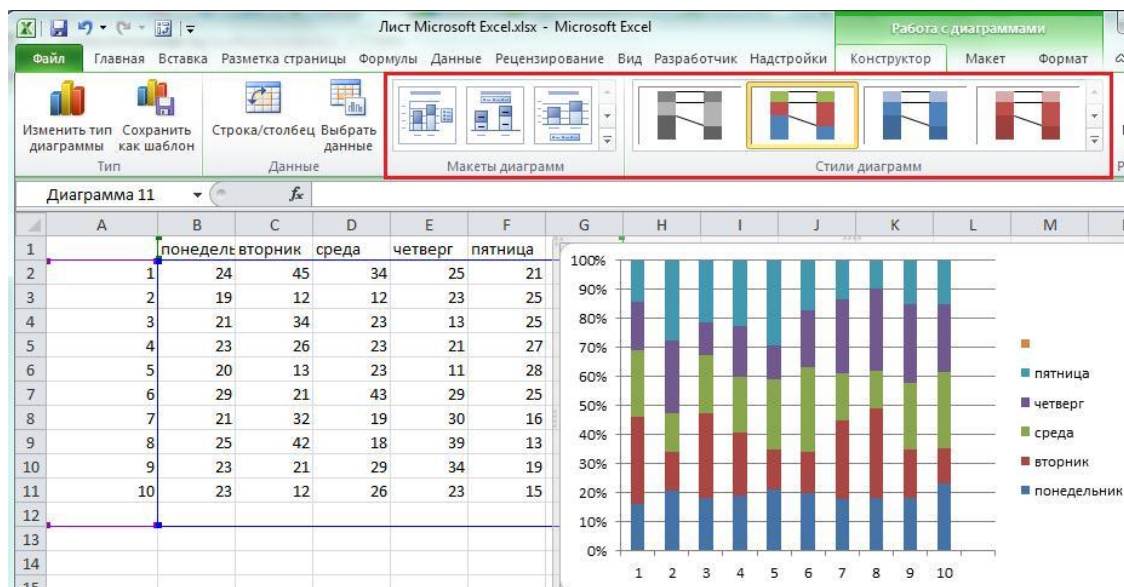 Лист Microsoft Excel.xlsx - Microsoft Excel
Работа с диаграммами
Файл Главная Вставка Разметка страницы Формулы Данные Рецензирование Вид Разработчик Надстройки Конструктор Макет Формат
Изменить тип диаграммы
Сохранить как шаблон
Строка/столбец
Выбрать данные
Тип
Данные
Макеты диаграмм
Стили диаграмм
Диаграмма 11
fx
A B C D E F G H I J K L M
1 понедель вторник среда четверг пятница
2 1 24 45 34 25 21
3 2 19 12 12 23 25
4 3 21 34 23 13 25
5 4 23 26 23 21 27
6 5 20 13 23 11 28
7 6 29 21 43 29 25
8 7 21 32 19 30 16
9 8 25 42 18 39 13
10 9 23 21 29 34 19
11 10 23 12 26 23 15
12
13
14
100%
90%
80%
70%
60%
50%
40%
30%
20%
10%
0%
1 2 3 4 5 6 7 8 9 10
пятница
четверг
среда
вторник
понедельник